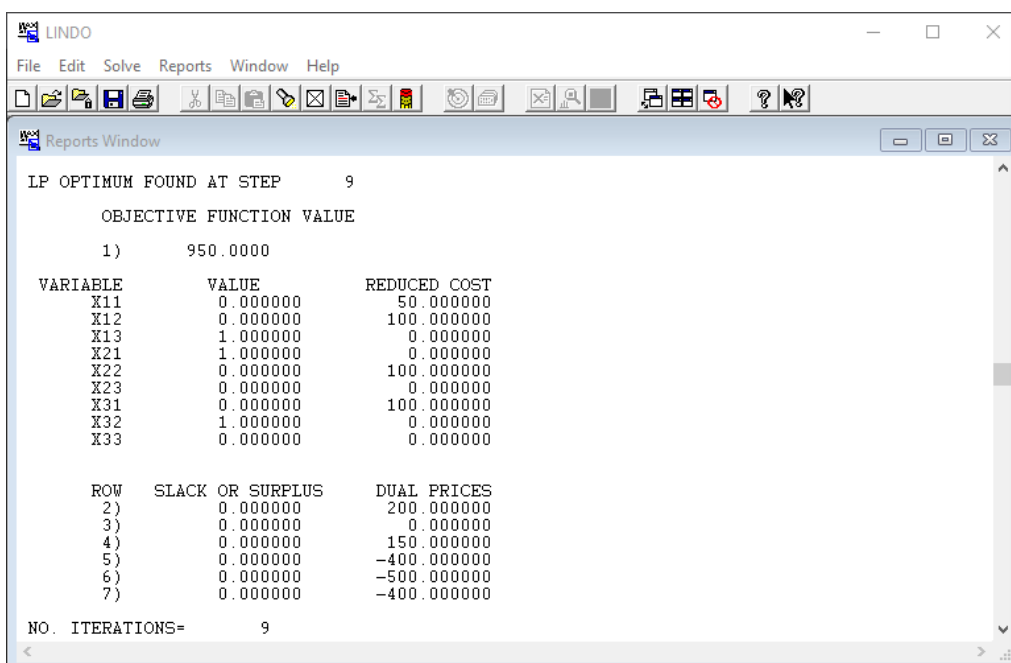 LINDO
File Edit Solve Reports Window Help
Reports Window
LP OPTIMUM FOUND AT STEP 9
OBJECTIVE FUNCTION VALUE
1) 950.0000
VARIABLE VALUE REDUCED COST
X11 0.000000 50.000000
X12 0.000000 100.000000
X13 1.000000 0.000000
X21 1.000000 0.000000
X22 0.000000 100.000000
X23 0.000000 0.000000
X31 0.000000 100.000000
X32 1.000000 0.000000
X33 0.000000 0.000000
ROW SLACK OR SURPLUS DUAL PRICES
2) 0.000000 200.000000
3) 0.000000 0.000000
4) 0.000000 150.000000
5) 0.000000 -400.000000
6) 0.000000 -500.000000
7) 0.000000 -400.000000
NO. ITERATIONS= 9